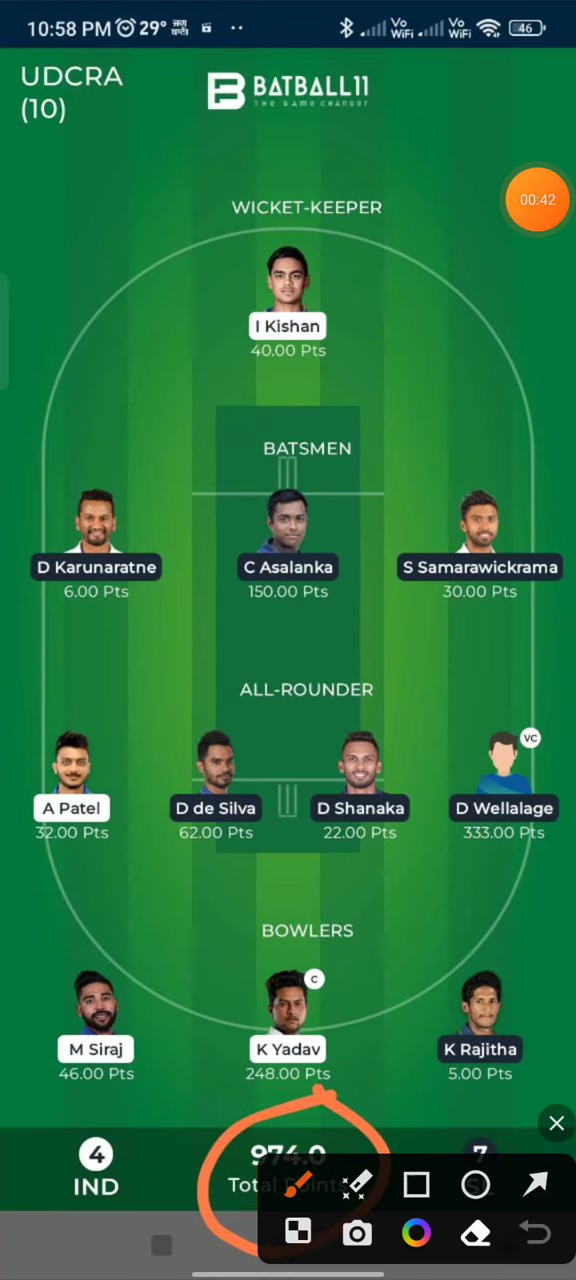 10:58 PM 29° Vo WiFi Vo WiFi 46
UDCRA
(10)
BATBALL11
THE GAME CHANGER
00:42
WICKET-KEEPER
I Kishan
40.00 Pts
BATSMEN
D Karunaratne C Asalanka S Samarawickrama
6.00 Pts 150.00 Pts 30.00 Pts
ALL-ROUNDER
VC
A Patel D de Silva D Shanaka D Wellalage
32.00 Pts 62.00 Pts 22.00 Pts 333.00 Pts
BOWLERS
C
M Siraj K Yadav K Rajitha
46.00 Pts 248.00 Pts 5.00 Pts
4 974.0 7
IND Total Points SL